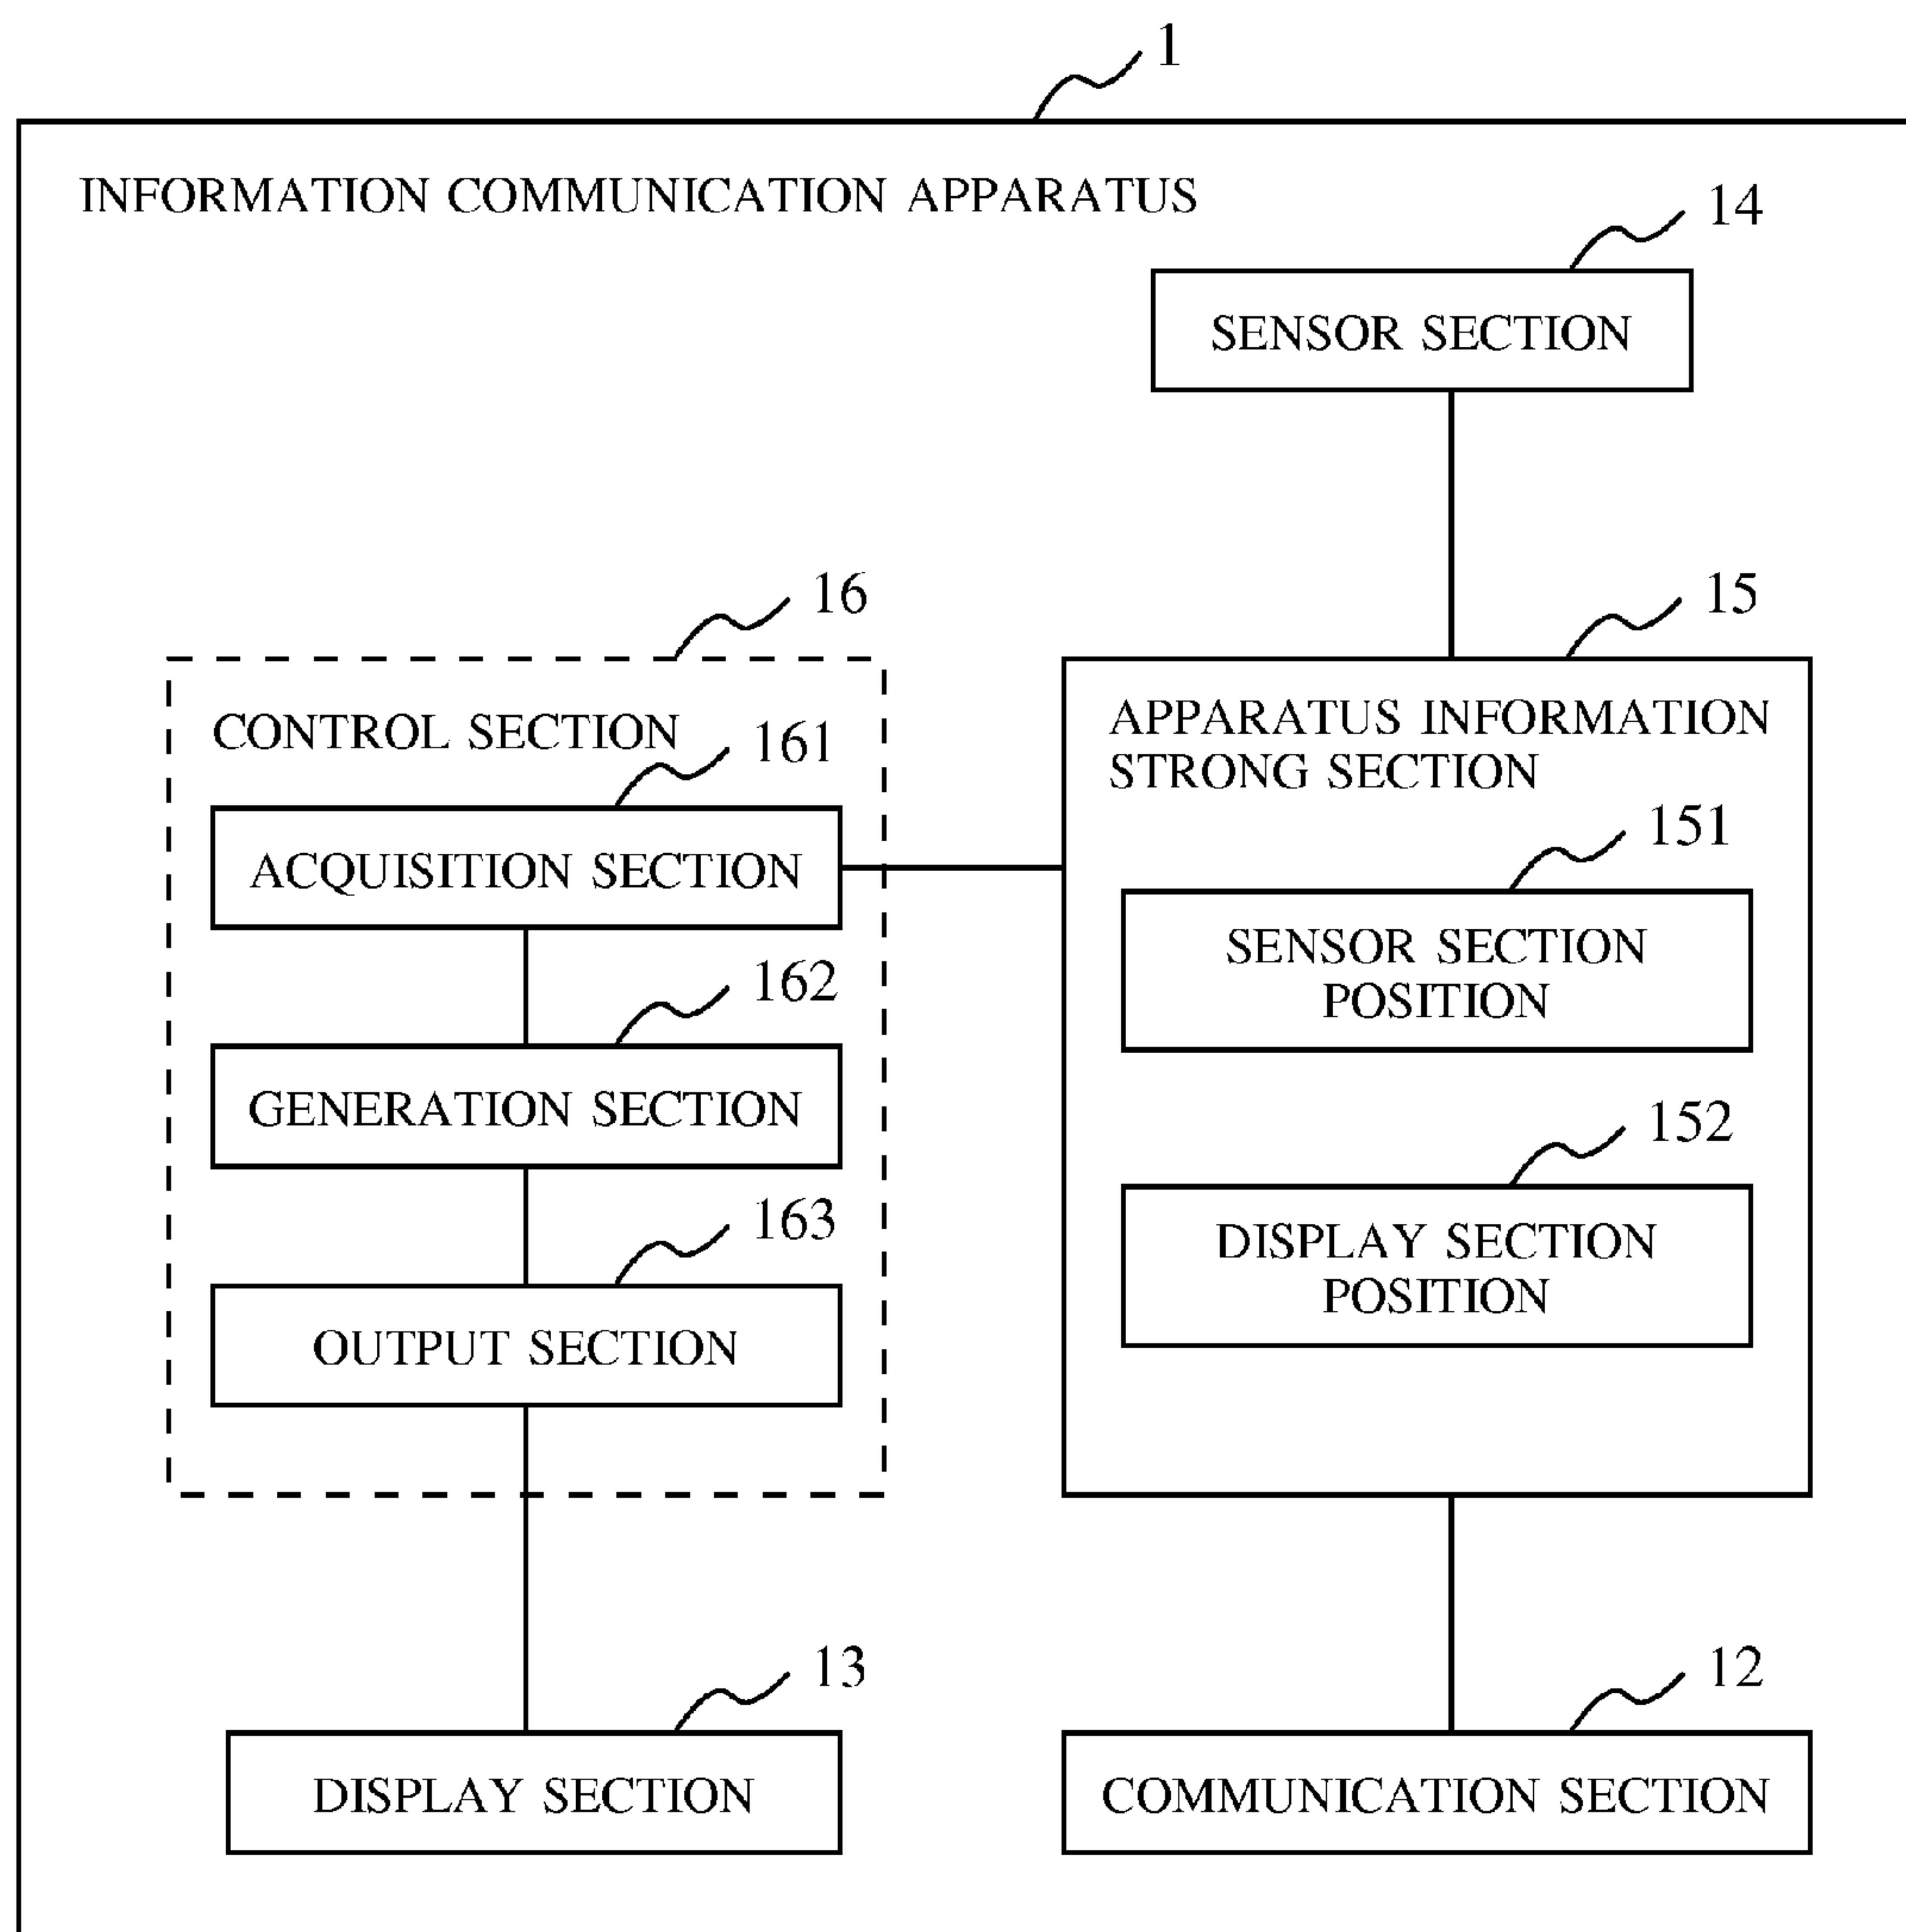 1
INFORMATION COMMUNICATION APPARATUS
14
SENSOR SECTION
16
CONTROL SECTION
161
ACQUISITION SECTION
162
GENERATION SECTION
163
OUTPUT SECTION
15
APPARATUS INFORMATION
STRONG SECTION
151
SENSOR SECTION
POSITION
152
DISPLAY SECTION
POSITION
13
DISPLAY SECTION
12
COMMUNICATION SECTION